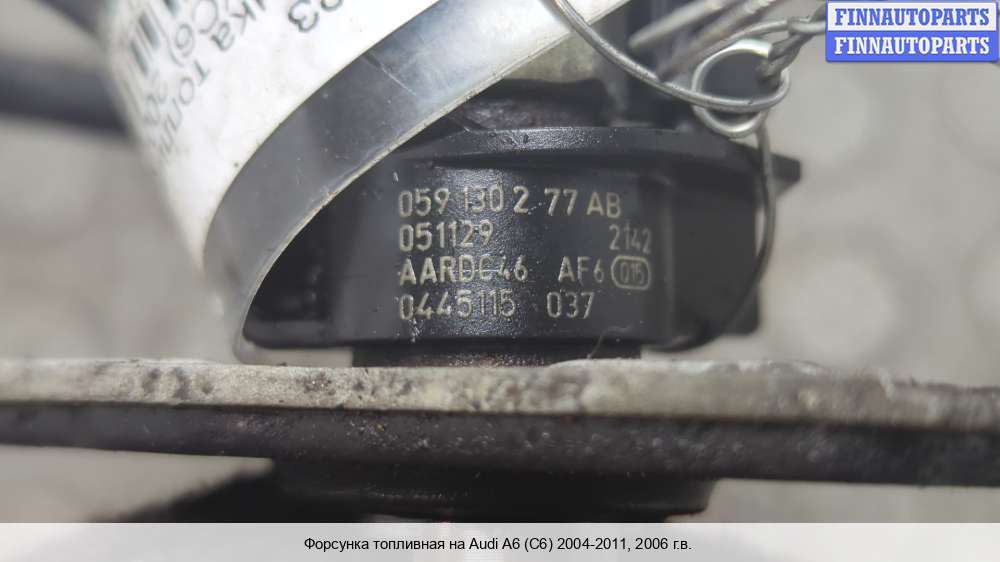 FINNAUTOPARTS
FINNAUTOPARTS
059 130 2 77 AB
051129 2142
AARDC46 AF6 015
0445115 037
Форсунка топливная на Audi A6 (C6) 2004-2011, 2006 г.в.